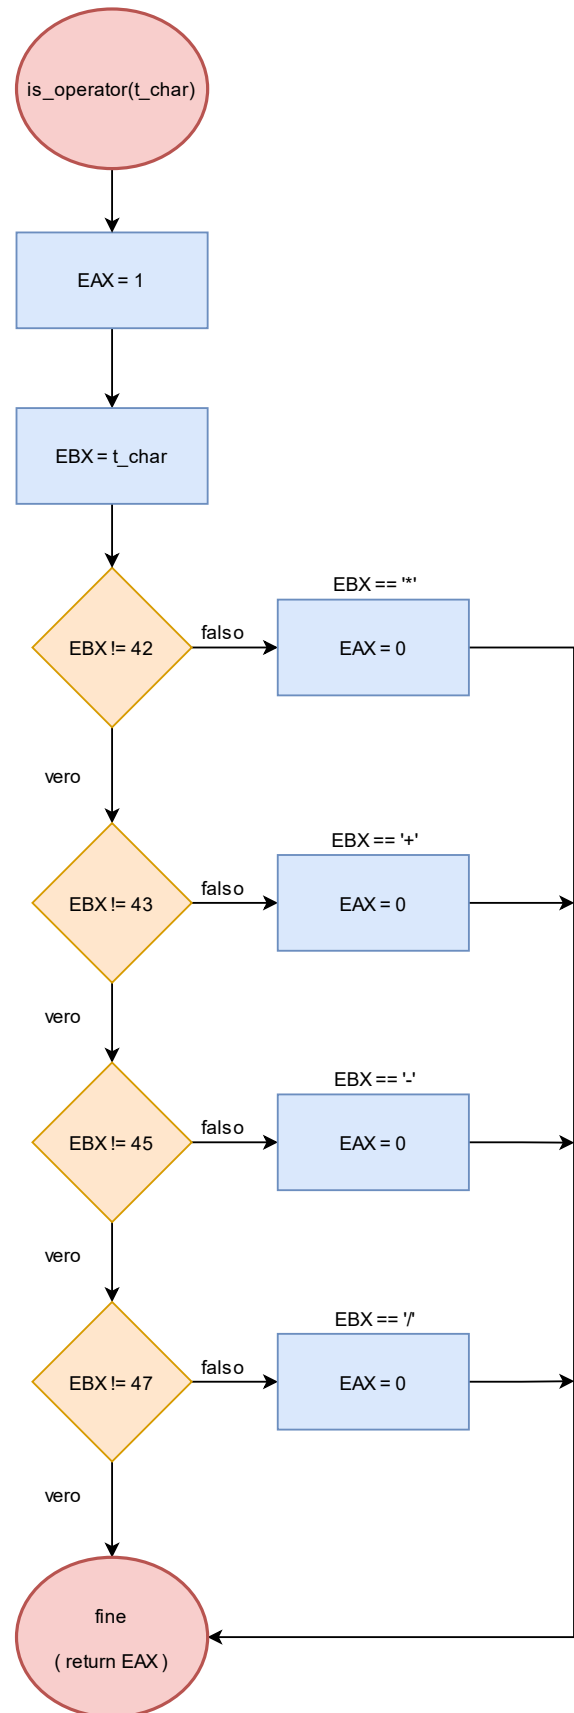 is_operator(t_char)
EAX = 1
EBX = t_char
EBX == '*'
EBX != 42
falso
EAX = 0
vero
EBX == '+'
EBX != 43
falso
EAX = 0
vero
EBX == '-'
EBX != 45
falso
EAX = 0
vero
EBX == '/'
EBX != 47
falso
EAX = 0
vero
fine
( return EAX )